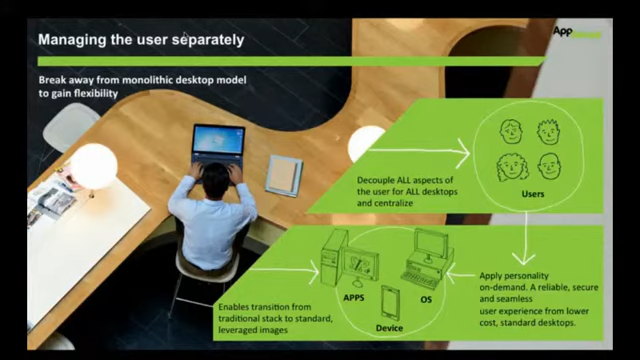 Managing the user separately
App
Break away from monolithic desktop model
to gain flexibility
Decouple ALL aspects of
the user for ALL desktops
and centralize
Users
APPS
OS
Device
Enables transition from
traditional stack to standard,
leveraged images
Apply personality
on-demand. A reliable, secure
and seamless
user experience from lower
cost, standard desktops.